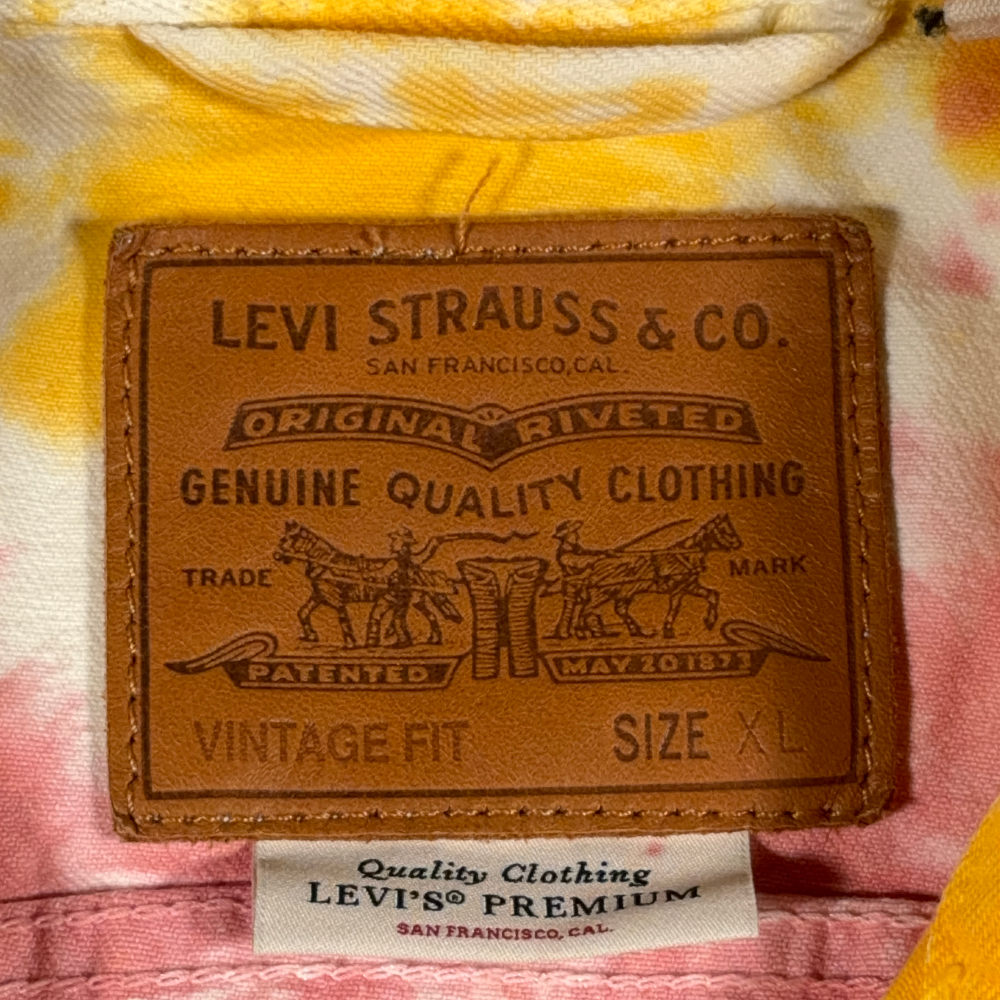 LEVI STRAUSS & CO.
SAN FRANCISCO, CAL.
ORIGINAL RIVETED
GENUINE QUALITY CLOTHING
TRADE MARK
PATENTED MAY 20 1873
VINTAGE FIT SIZE XL
Quality Clothing
LEVI'S® PREMIUM
SAN FRANCISCO, CAL.